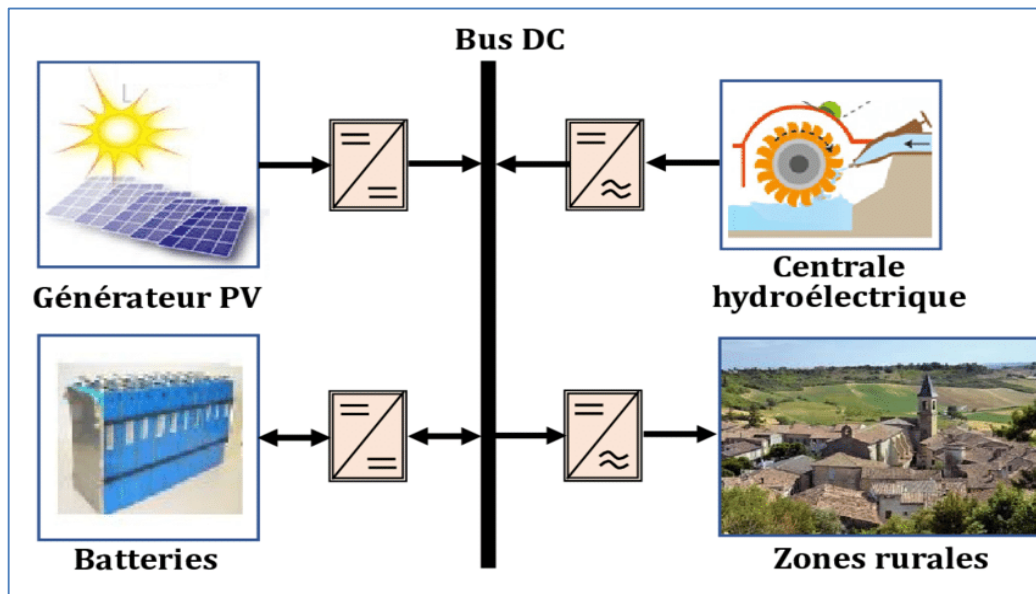 Bus DC
Générateur PV
Centrale
hydroélectrique
Batteries
Zones rurales